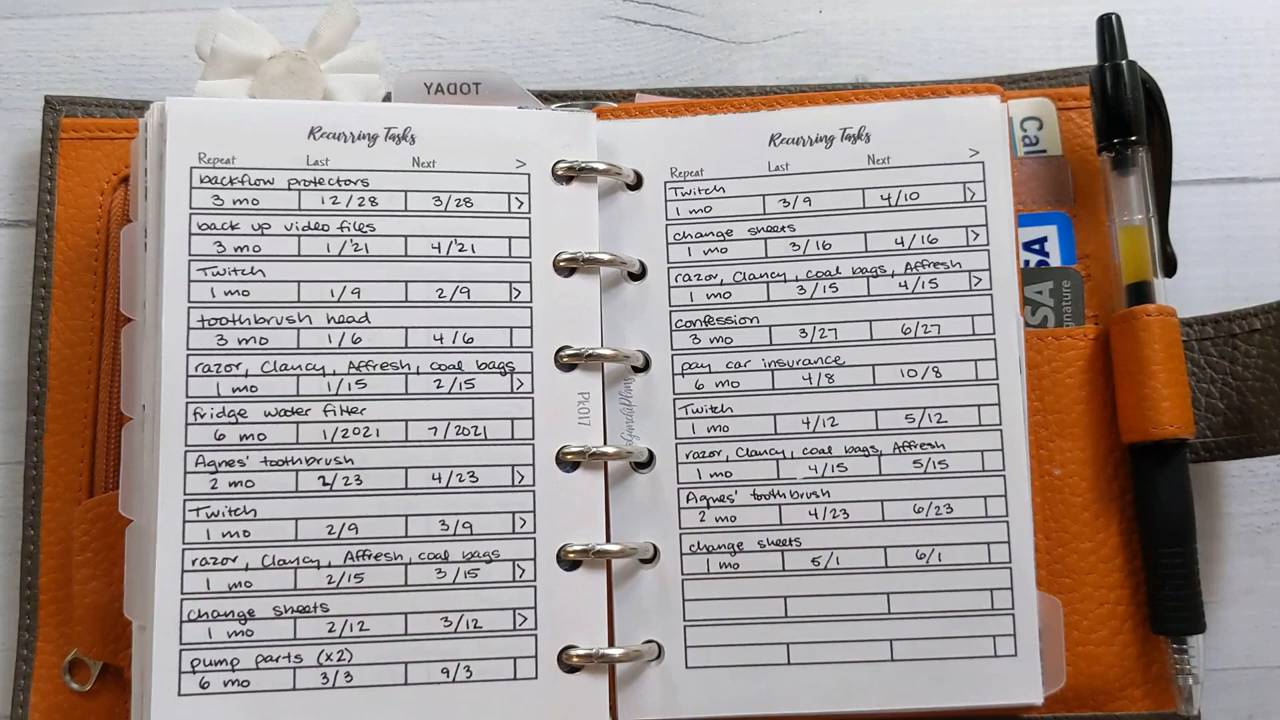 TODAY
Recurring Tasks
Repeat Last Next >
backflow protectors
3 mo 12/28 3/28 >
back up video files
3 mo 1/'21 4/'21
Twitch
1 mo 1/9 2/9 >
toothbrush head
3 mo 1/6 4/6
razor, Clancy, Affresh, coal bags
1 mo 1/15 2/15 >
fridge water filter
6 mo 1/2021 7/2021
Agnes' toothbrush
2 mo 2/23 4/23 >
Twitch
1 mo 2/9 3/9 >
razor, Clancy, Affresh, coal bags
1 mo 2/15 3/15 >
change sheets
1 mo 2/12 3/12 >
pump parts (x2)
6 mo 3/3 9/3
PK017
Recurring Tasks
Repeat Last Next >
Twitch
1 mo 3/9 4/10 >
change sheets
1 mo 3/16 4/16 >
razor, Clancy, coal bags, Affresh
1 mo 3/15 4/15 >
confession
3 mo 3/27 6/27
pay car insurance
6 mo 4/8 10/8
Twitch
1 mo 4/12 5/12
razor, Clancy, coal bags, Affresh
1 mo 4/15 5/15
Agnes' toothbrush
2 mo 4/23 6/23
change sheets
1 mo 5/1 6/1
Cal